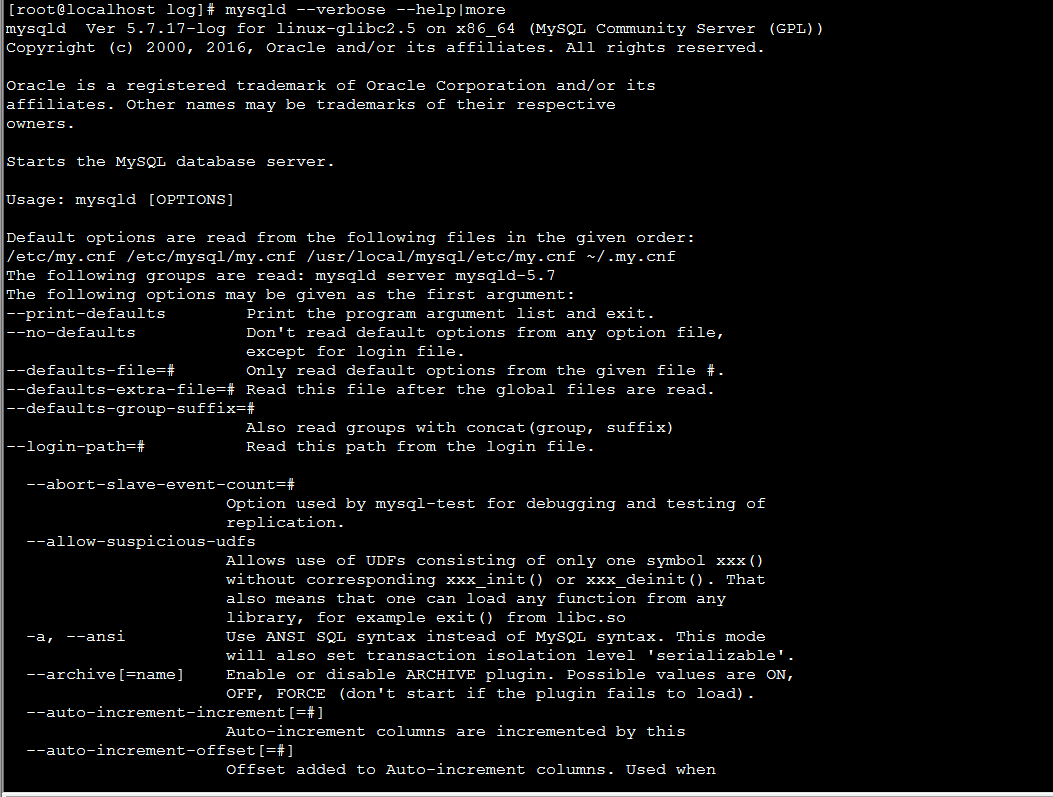 [root@localhost log]# mysqld --verbose --help|more
mysqld  Ver 5.7.17-log for linux-glibc2.5 on x86_64 (MySQL Community Server (GPL))
Copyright (c) 2000, 2016, Oracle and/or its affiliates. All rights reserved.

Oracle is a registered trademark of Oracle Corporation and/or its
affiliates. Other names may be trademarks of their respective
owners.

Starts the MySQL database server.

Usage: mysqld [OPTIONS]

Default options are read from the following files in the given order:
/etc/my.cnf /etc/mysql/my.cnf /usr/local/mysql/etc/my.cnf ~/.my.cnf
The following groups are read: mysqld server mysqld-5.7
The following options may be given as the first argument:
--print-defaults        Print the program argument list and exit.
--no-defaults           Don't read default options from any option file,
                        except for login file.
--defaults-file=#       Only read default options from the given file #.
--defaults-extra-file=# Read this file after the global files are read.
--defaults-group-suffix=#
                        Also read groups with concat(group, suffix)
--login-path=#          Read this path from the login file.

  --abort-slave-event-count=#
                      Option used by mysql-test for debugging and testing of
                      replication.
  --allow-suspicious-udfs
                      Allows use of UDFs consisting of only one symbol xxx()
                      without corresponding xxx_init() or xxx_deinit(). That
                      also means that one can load any function from any
                      library, for example exit() from libc.so
  -a, --ansi          Use ANSI SQL syntax instead of MySQL syntax. This mode
                      will also set transaction isolation level 'serializable'.
  --archive[=name]    Enable or disable ARCHIVE plugin. Possible values are ON,
                      OFF, FORCE (don't start if the plugin fails to load).
  --auto-increment-increment[=#]
                      Auto-increment columns are incremented by this
  --auto-increment-offset[=#]
                      Offset added to Auto-increment columns. Used when